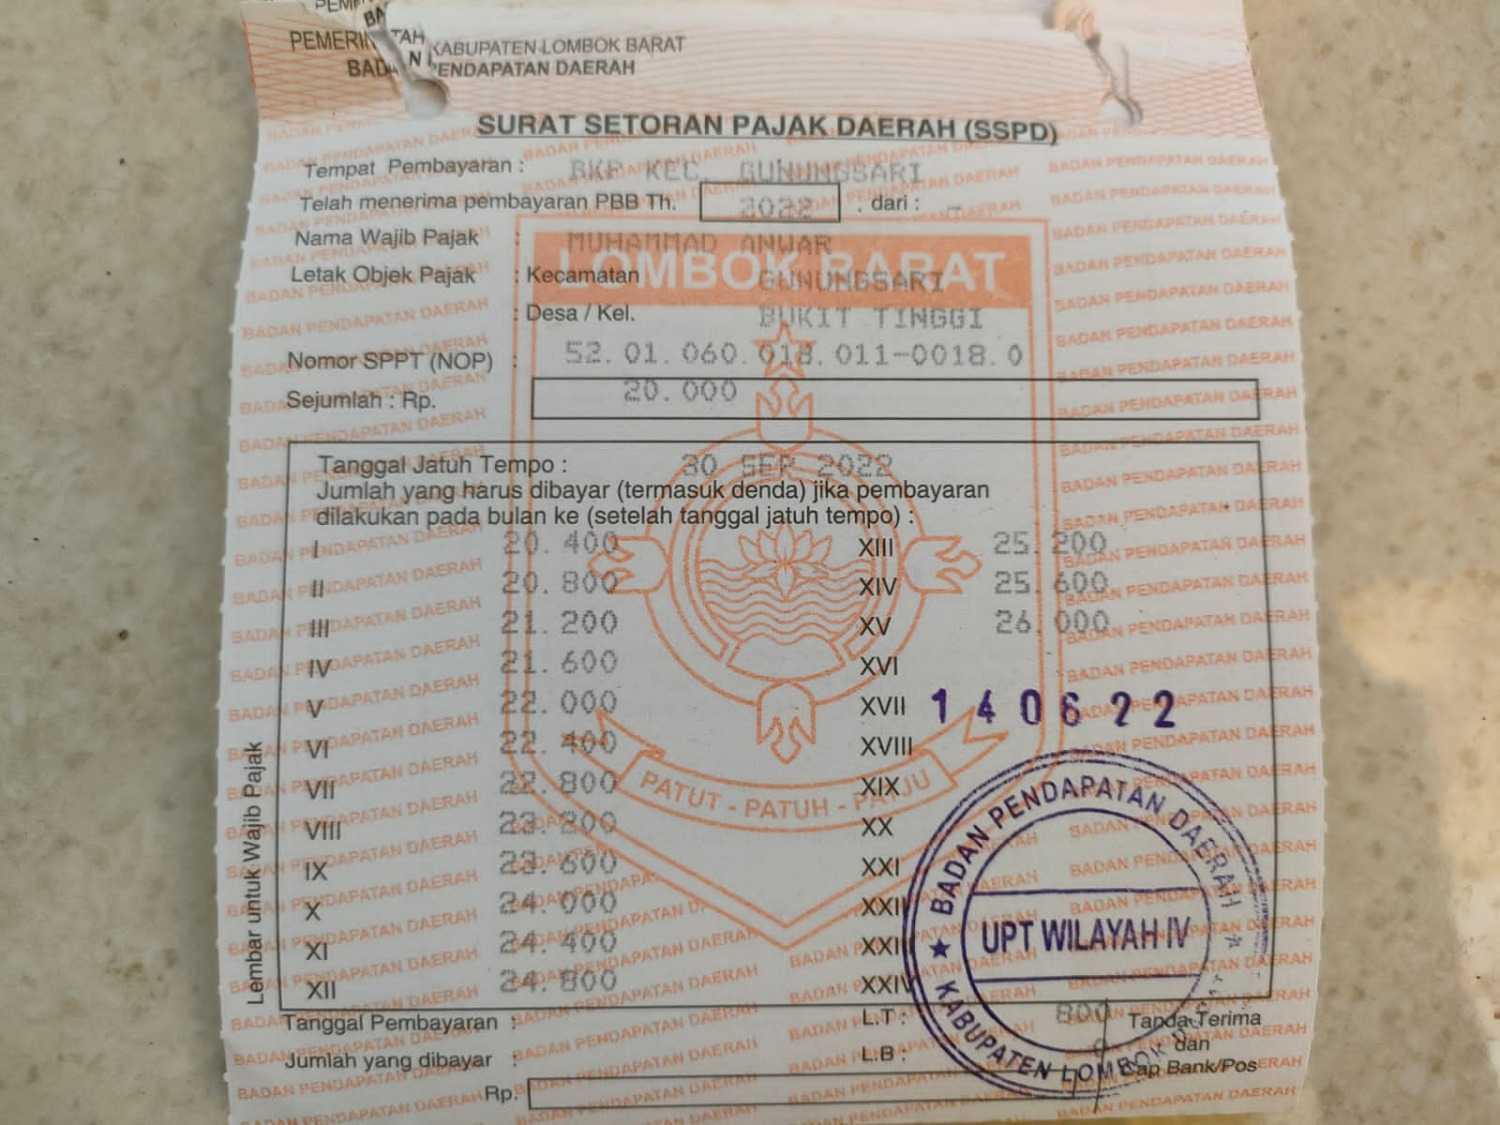 PEMERINTAH KABUPATEN LOMBOK BARAT
BADAN PENDAPATAN DAERAH
SURAT SETORAN PAJAK DAERAH (SSPD)
Tempat Pembayaran : BKP KEC. GUNUNGSARI
Telah menerima pembayaran PBB Th. 2022 . dari : -
Nama Wajib Pajak : MUHAMMAD ANWAR
LOMBOK BARAT
Letak Objek Pajak : Kecamatan GUNUNGSARI
: Desa / Kel. BUKIT TINGGI
Nomor SPPT (NOP) : 52.01.060.018.011-0018.0
Sejumlah : Rp. 20.000
Tanggal Jatuh Tempo : 30 SEP 2022
Jumlah yang harus dibayar (termasuk denda) jika pembayaran
dilakukan pada bulan ke (setelah tanggal jatuh tempo) :
I 20.400 XIII 25.200
II 20.800 XIV 25.600
III 21.200 XV 26.000
IV 21.600 XVI
V 22.000 XVII 140622
VI 22.400 XVIII
VII 22.800 XIX
PATUT - PATUH - PATJU
VIII 23.200 XX
IX 23.600 XXI
X 24.000 XXII
XI 24.400 XXIII
XII 24.800 XXIV
BADAN PENDAPATAN DAERAH
UPT WILAYAH IV
KABUPATEN LOMBOK BARAT
Tanggal Pembayaran : L.T : 800 Tanda Terima
Jumlah yang dibayar : L.B : dan
Cap Bank/Pos
Rp.
Lembar untuk Wajib Pajak